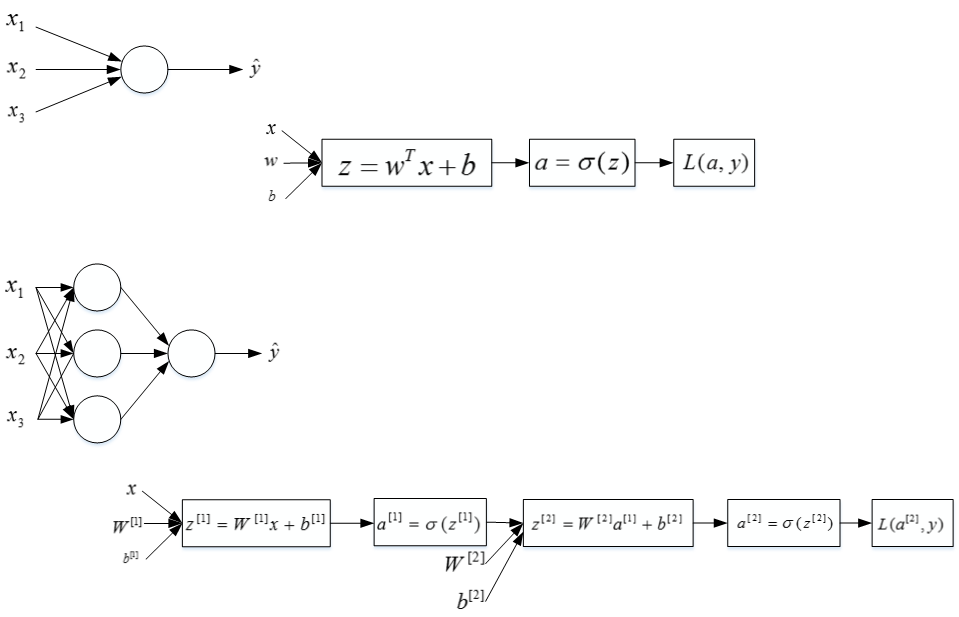 x₁
x₂
x₃
ŷ
x
w
b
z = wᵀx + b
a = σ(z)
L(a, y)
x₁
x₂
x₃
ŷ
x
W^[1]
b^[1]
z^[1] = W^[1]x + b^[1]
a^[1] = σ(z^[1])
W^[2]
b^[2]
z^[2] = W^[2]a^[1] + b^[2]
a^[2] = σ(z^[2])
L(a^[2], y)